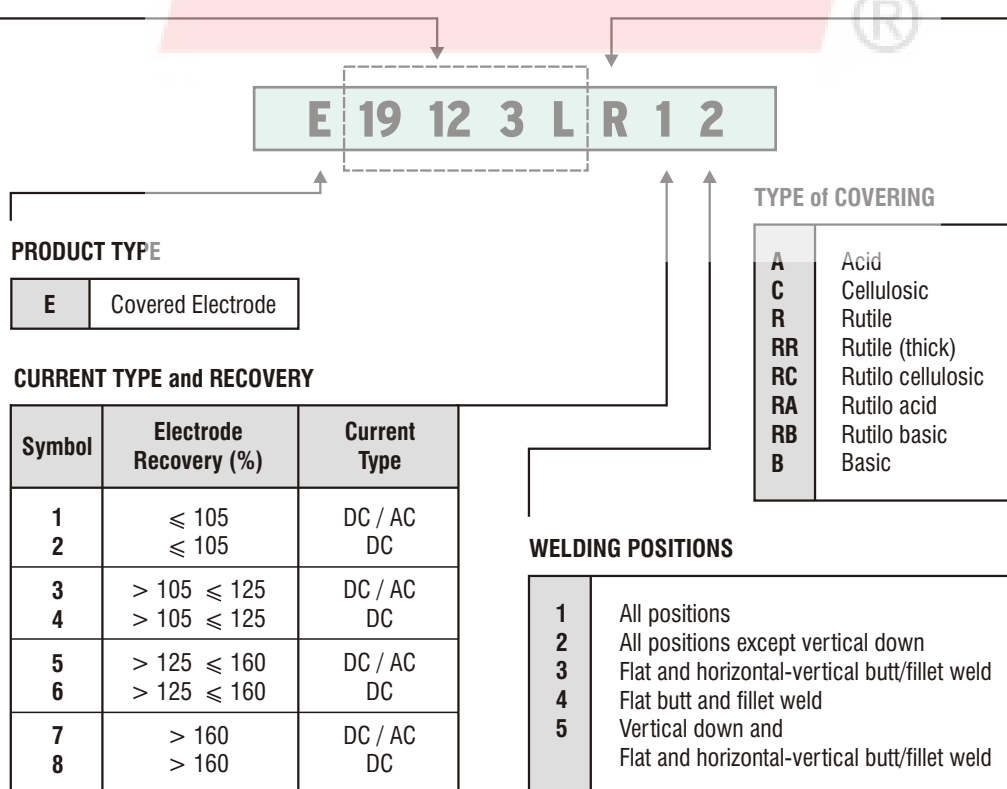 ®
E 19 12 3 L R 1 2
PRODUCT TYPE
E Covered Electrode
CURRENT TYPE and RECOVERY
Symbol Electrode Recovery (%) Current Type
1 ⩽ 105 DC / AC
2 ⩽ 105 DC
3 > 105 ⩽ 125 DC / AC
4 > 105 ⩽ 125 DC
5 > 125 ⩽ 160 DC / AC
6 > 125 ⩽ 160 DC
7 > 160 DC / AC
8 > 160 DC
TYPE of COVERING
A Acid
C Cellulosic
R Rutile
RR Rutile (thick)
RC Rutilo cellulosic
RA Rutilo acid
RB Rutilo basic
B Basic
WELDING POSITIONS
1 All positions
2 All positions except vertical down
3 Flat and horizontal-vertical butt/fillet weld
4 Flat butt and fillet weld
5 Vertical down and
Flat and horizontal-vertical butt/fillet weld